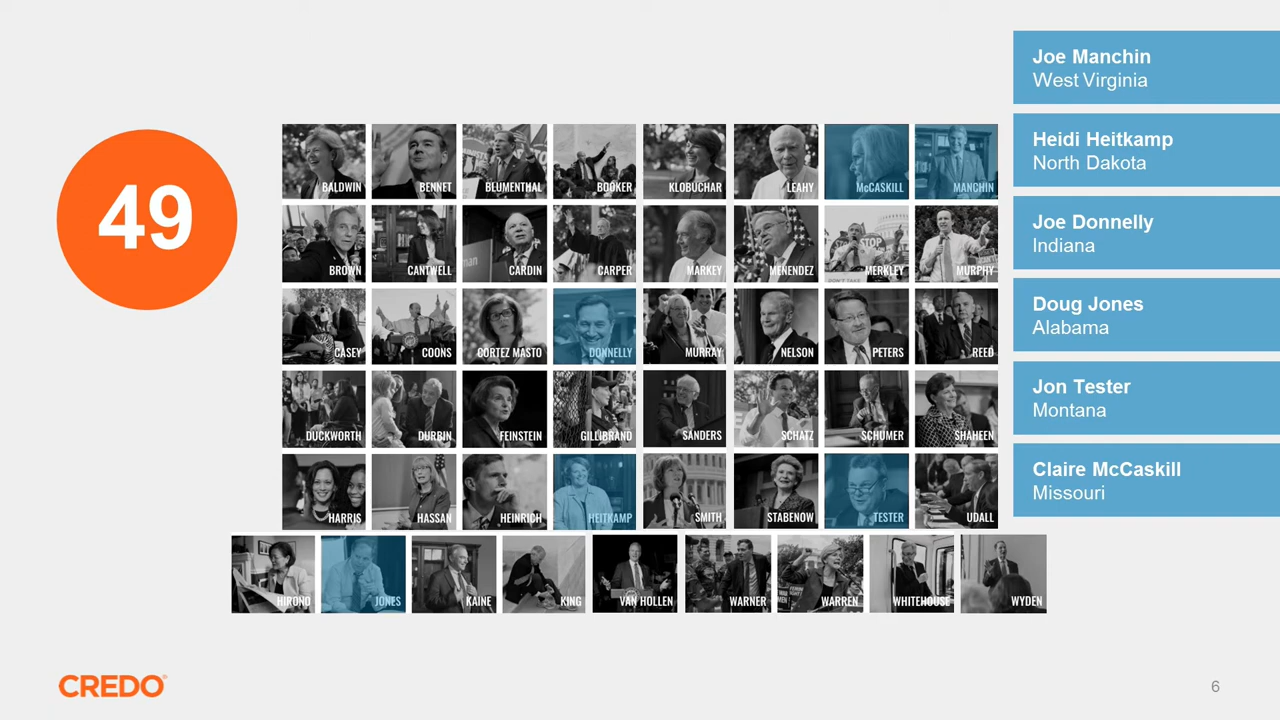 49
BALDWIN BENNET BLUMENTHAL BOOKER KLOBUCHAR LEAHY McCASKILL MANCHIN
BROWN CANTWELL CARDIN CARPER MARKEY MENENDEZ MERKLEY MURPHY
CASEY COONS CORTEZ MASTO DONNELLY MURRAY NELSON PETERS REED
DUCKWORTH DURBIN FEINSTEIN GILLIBRAND SANDERS SCHATZ SCHUMER SHAHEEN
HARRIS HASSAN HEINRICH HEITKAMP SMITH STABENOW TESTER UDALL
HIRONO JONES KAINE KING VAN HOLLEN WARNER WARREN WHITEHOUSE WYDEN
Joe Manchin
West Virginia
Heidi Heitkamp
North Dakota
Joe Donnelly
Indiana
Doug Jones
Alabama
Jon Tester
Montana
Claire McCaskill
Missouri
CREDO
6